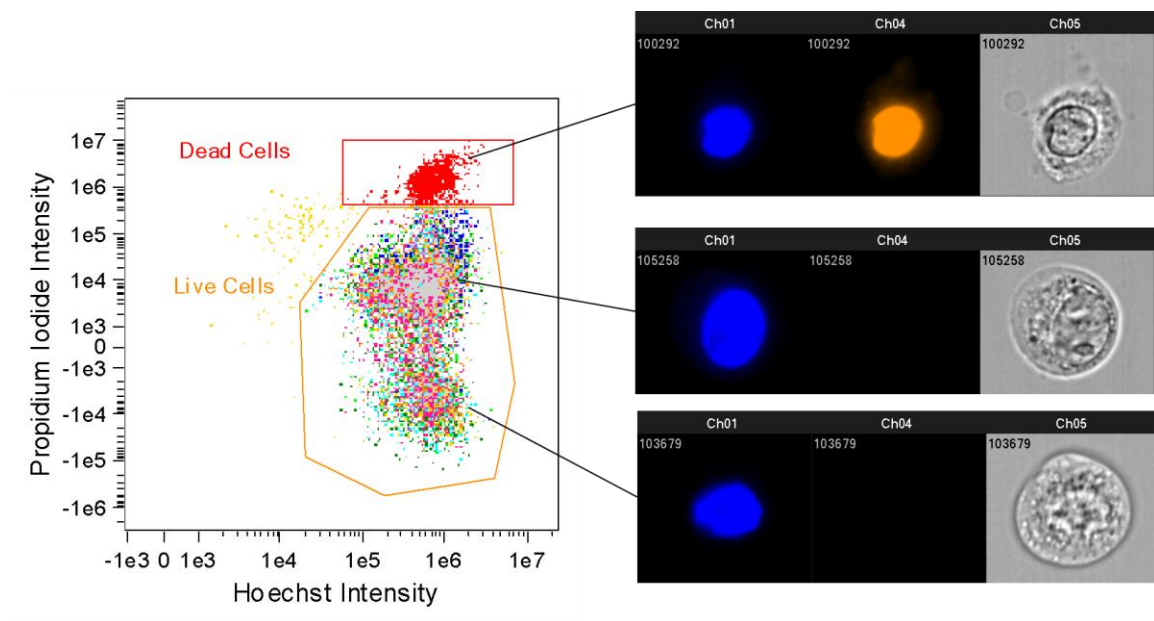 Dead Cells
Live Cells
Propidium Iodide Intensity
1e7
1e6
1e5
1e4
1e3
0
-1e3
-1e4
-1e5
-1e6
-1e3 0 1e3 1e4 1e5 1e6 1e7
Hoechst Intensity
Ch01 Ch04 Ch05
100292 100292 100292
Ch01 Ch04 Ch05
105258 105258 105258
Ch01 Ch04 Ch05
103679 103679 103679